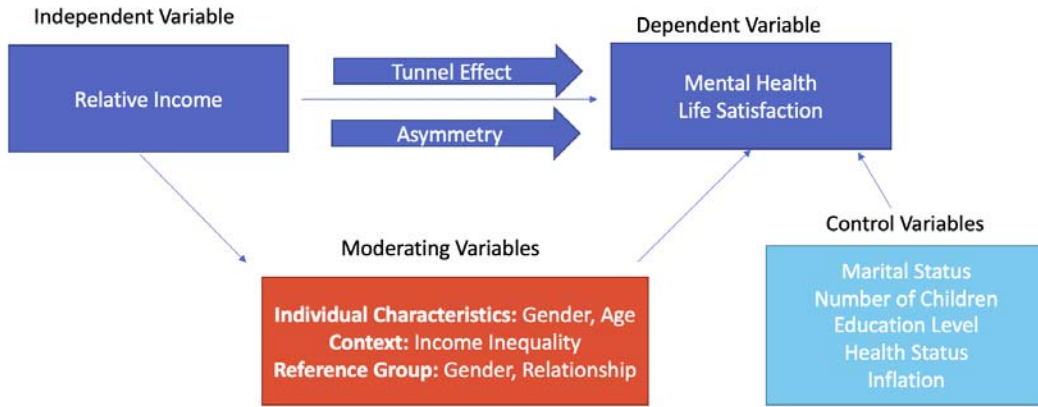 Independent Variable
Relative Income
Tunnel Effect
Asymmetry
Dependent Variable
Mental Health
Life Satisfaction
Moderating Variables
Individual Characteristics: Gender, Age
Context: Income Inequality
Reference Group: Gender, Relationship
Control Variables
Marital Status
Number of Children
Education Level
Health Status
Inflation